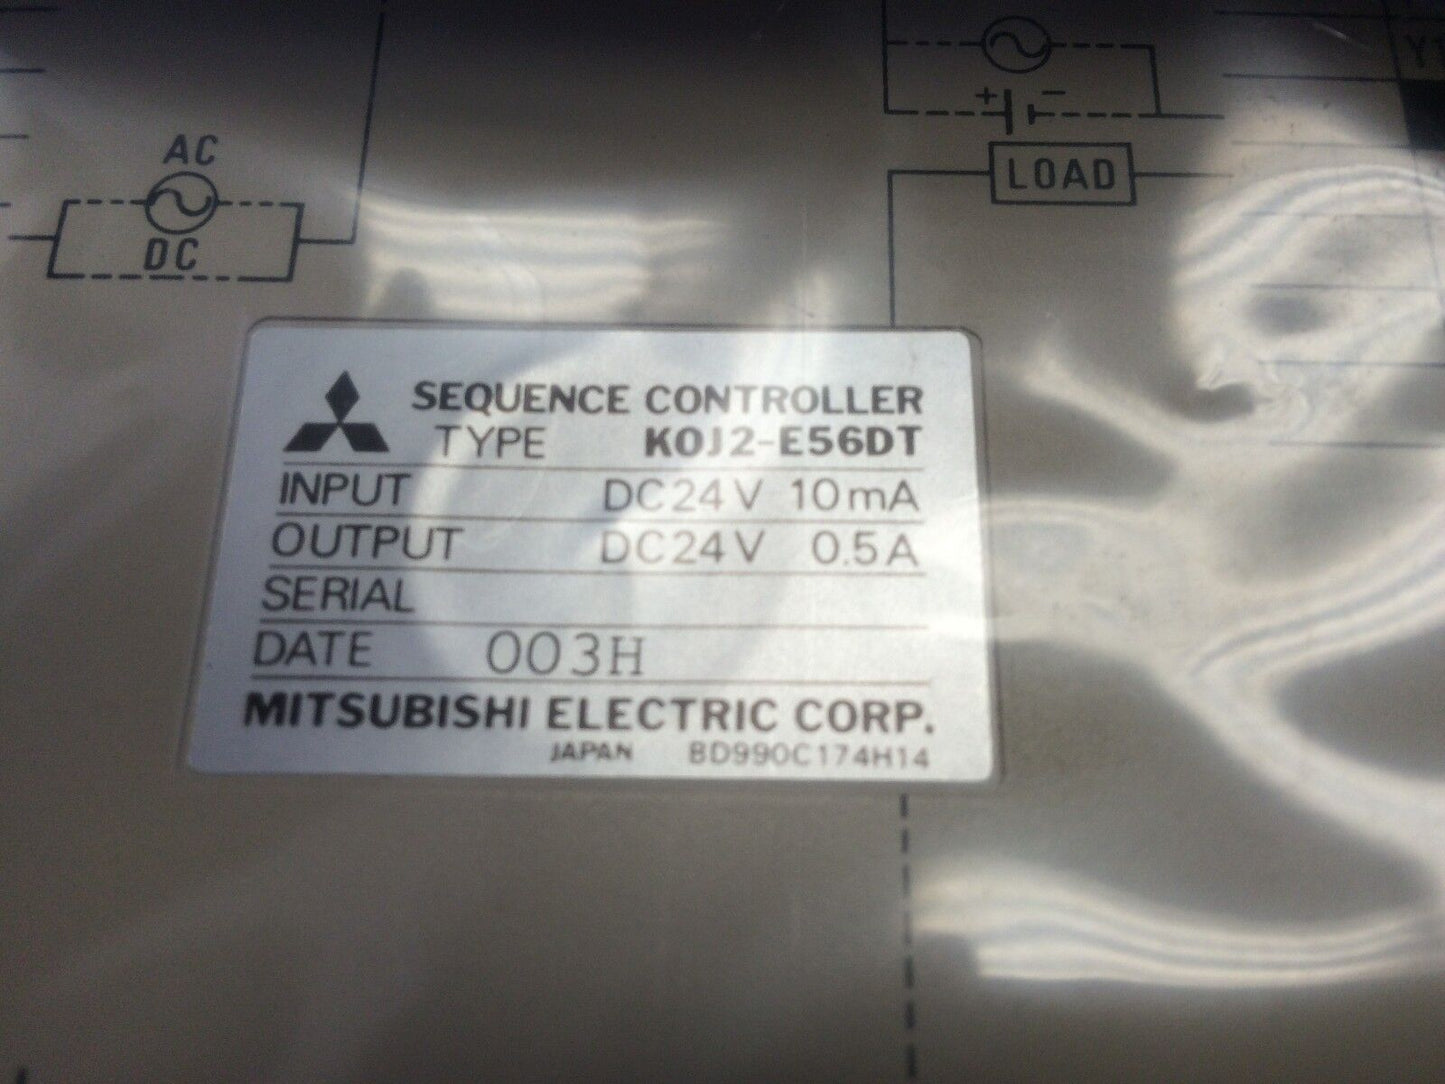 AC
DC
+ −
LOAD
SEQUENCE CONTROLLER
TYPE K0J2-E56DT
INPUT DC24V 10mA
OUTPUT DC24V 0.5A
SERIAL
DATE 003H
MITSUBISHI ELECTRIC CORP.
JAPAN BD990C174H14